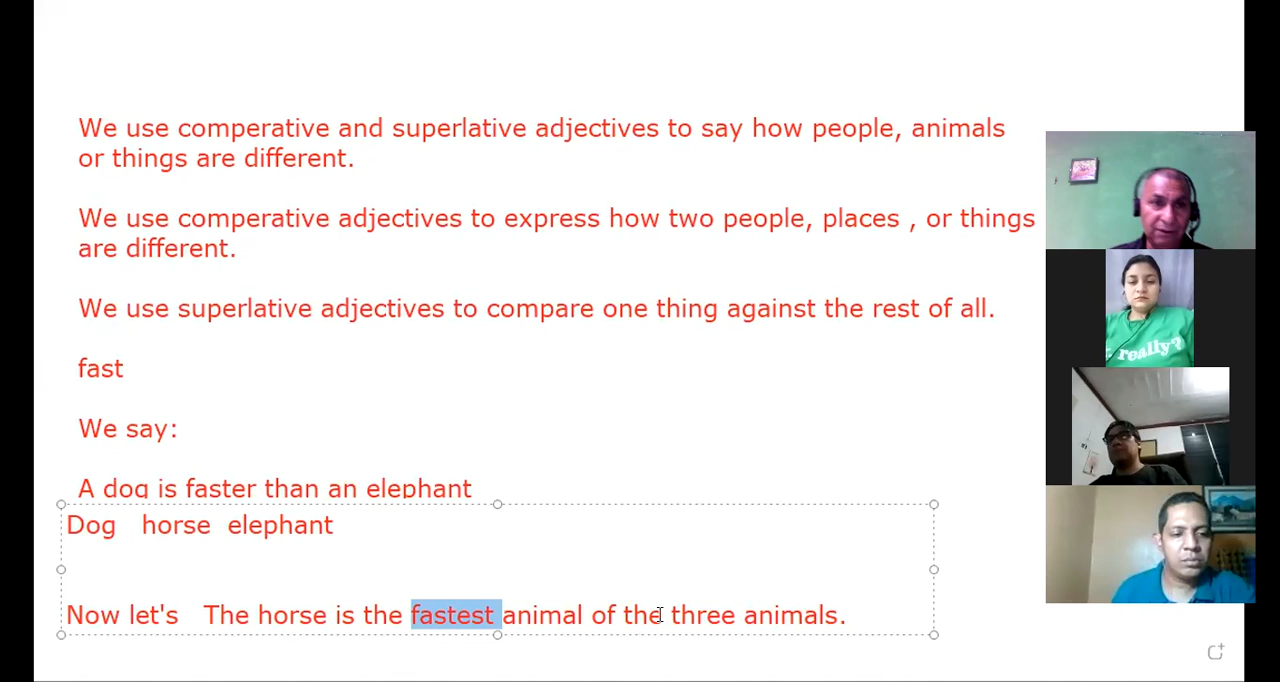 We use comperative and superlative adjectives to say how people, animals
or things are different.
We use comperative adjectives to express how two people, places , or things
are different.
We use superlative adjectives to compare one thing against the rest of all.
fast
We say:
A dog is faster than an elephant
Dog horse elephant
Now let's The horse is the fastest animal of the three animals.
really?